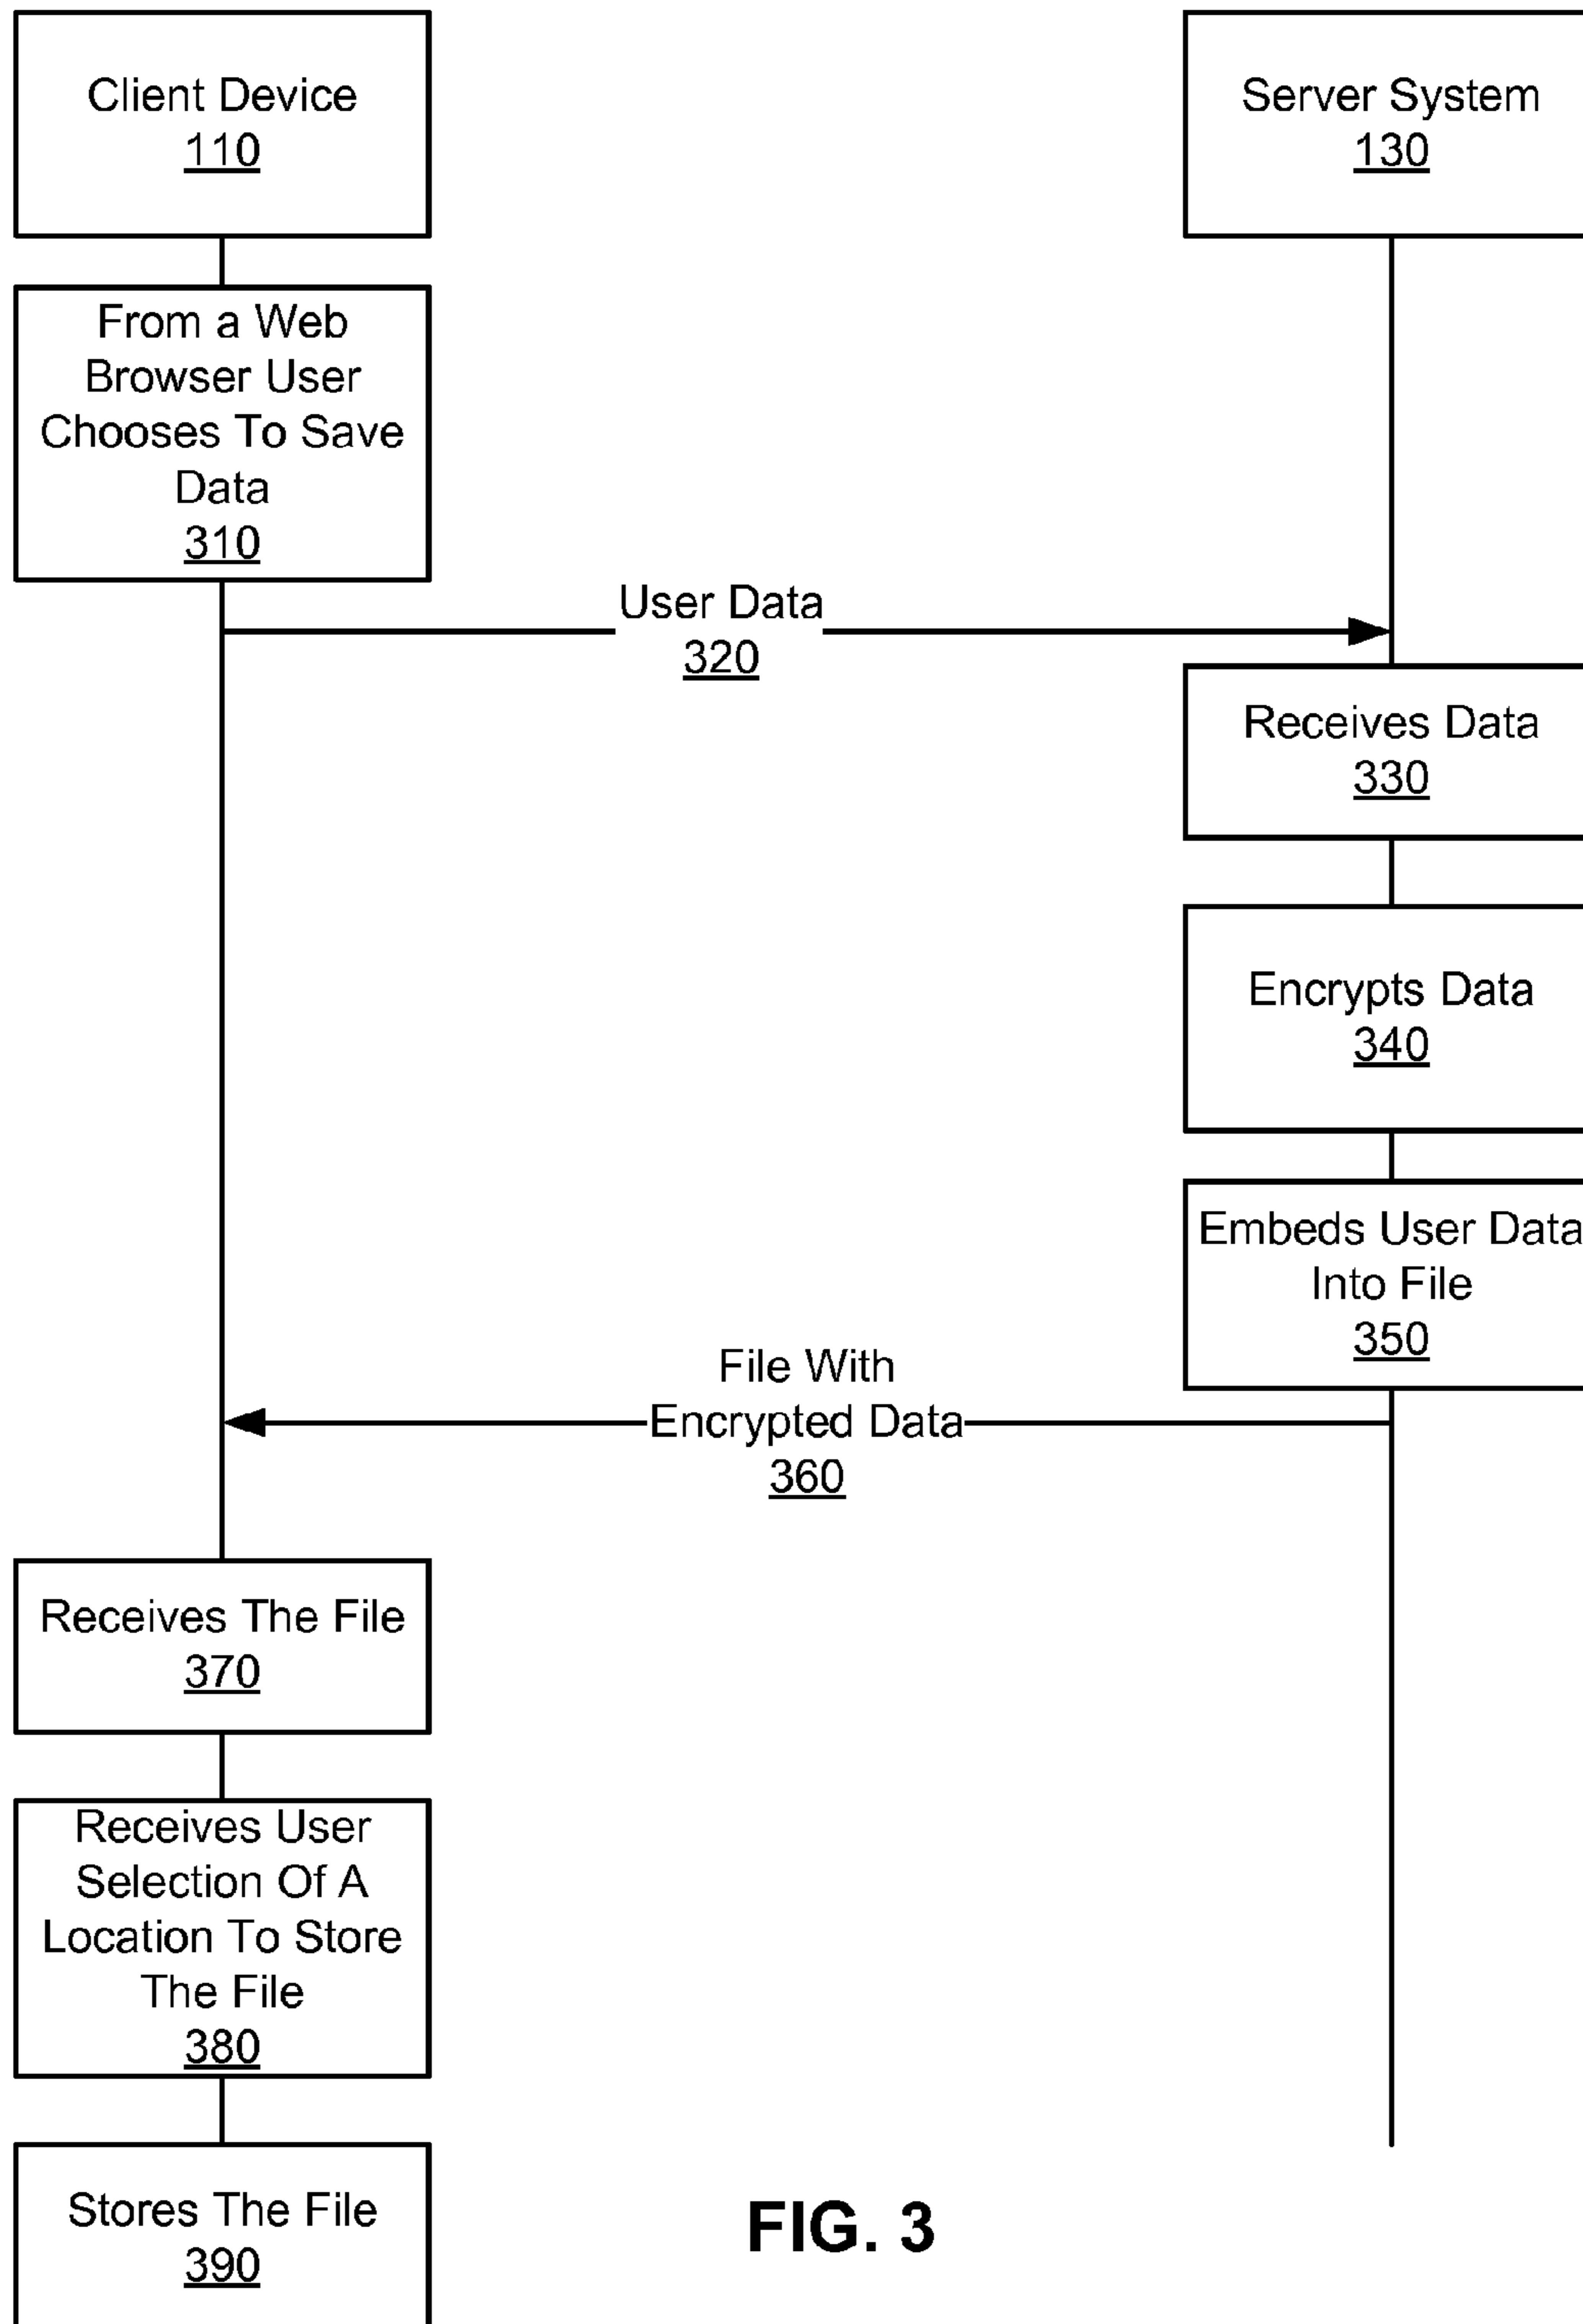 Client Device
110
Server System
130
From a Web
Browser User
Chooses To Save
Data
310
User Data
320
Receives Data
330
Encrypts Data
340
Embeds User Data
Into File
350
File With
Encrypted Data
360
Receives The File
370
Receives User
Selection Of A
Location To Store
The File
380
Stores The File
390
FIG. 3